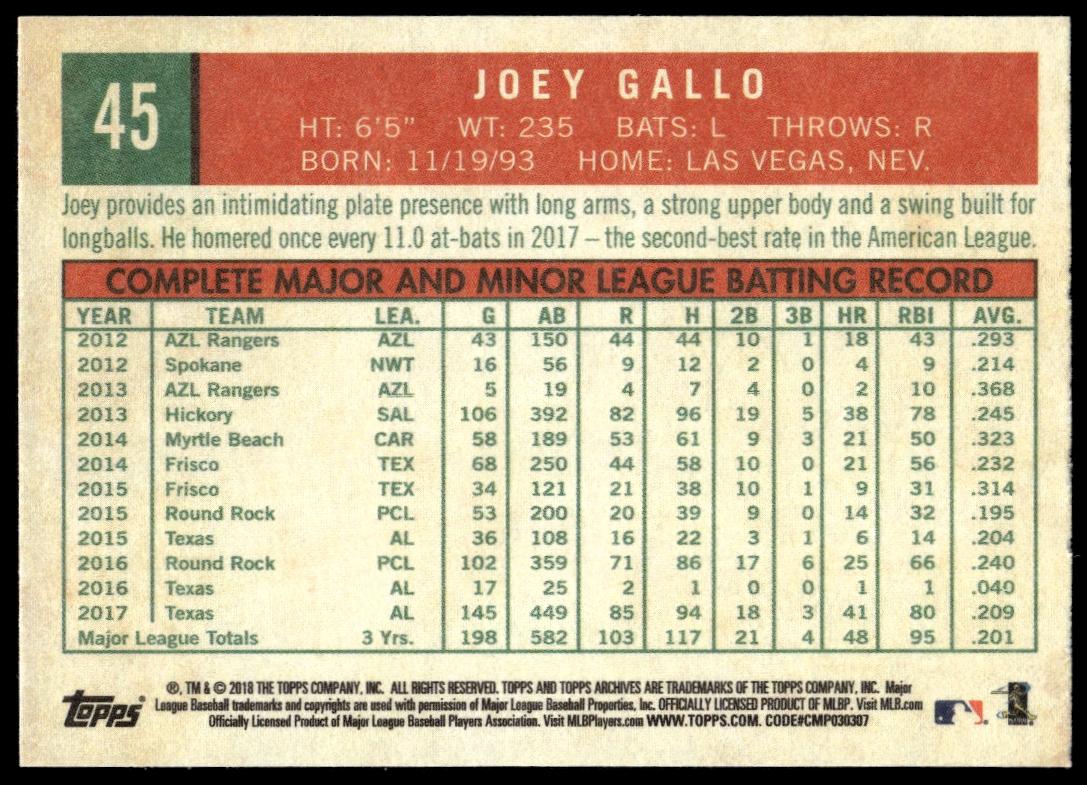 45
JOEY GALLO
HT: 6'5" WT: 235 BATS: L THROWS: R
BORN: 11/19/93 HOME: LAS VEGAS, NEV.
Joey provides an intimidating plate presence with long arms, a strong upper body and a swing built for
longballs. He homered once every 11.0 at-bats in 2017 – the second-best rate in the American League.
COMPLETE MAJOR AND MINOR LEAGUE BATTING RECORD
YEAR TEAM LEA. G AB R H 2B 3B HR RBI AVG.
2012 AZL Rangers AZL 43 150 44 44 10 1 18 43 .293
2012 Spokane NWT 16 56 9 12 2 0 4 9 .214
2013 AZL Rangers AZL 5 19 4 7 4 0 2 10 .368
2013 Hickory SAL 106 392 82 96 19 5 38 78 .245
2014 Myrtle Beach CAR 58 189 53 61 9 3 21 50 .323
2014 Frisco TEX 68 250 44 58 10 0 21 56 .232
2015 Frisco TEX 34 121 21 38 10 1 9 31 .314
2015 Round Rock PCL 53 200 20 39 9 0 14 32 .195
2015 Texas AL 36 108 16 22 3 1 6 14 .204
2016 Round Rock PCL 102 359 71 86 17 6 25 66 .240
2016 Texas AL 17 25 2 1 0 0 1 1 .040
2017 Texas AL 145 449 85 94 18 3 41 80 .209
Major League Totals 3 Yrs. 198 582 103 117 21 4 48 95 .201
®, TM & © 2018 THE TOPPS COMPANY, INC. ALL RIGHTS RESERVED. TOPPS AND TOPPS ARCHIVES ARE TRADEMARKS OF THE TOPPS COMPANY, INC. Major
League Baseball trademarks and copyrights are used with permission of Major League Baseball Properties, Inc. OFFICIALLY LICENSED PRODUCT OF MLBP. Visit MLB.com
Officially Licensed Product of Major League Baseball Players Association. Visit MLBPlayers.com WWW.TOPPS.COM. CODE#CMP030307
TOPPS®